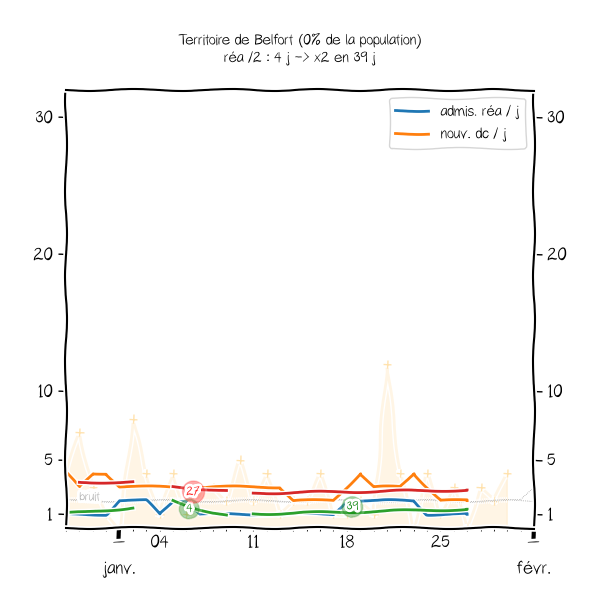 Territoire de Belfort (0% de la population)
réa /2 : 4 j -> x2 en 39 j
admis. réa / j
nouv. dc / j
30
30
20
20
10
10
5
5
1
1
bruit
27
4
39
04
11
18
25
janv.
févr.